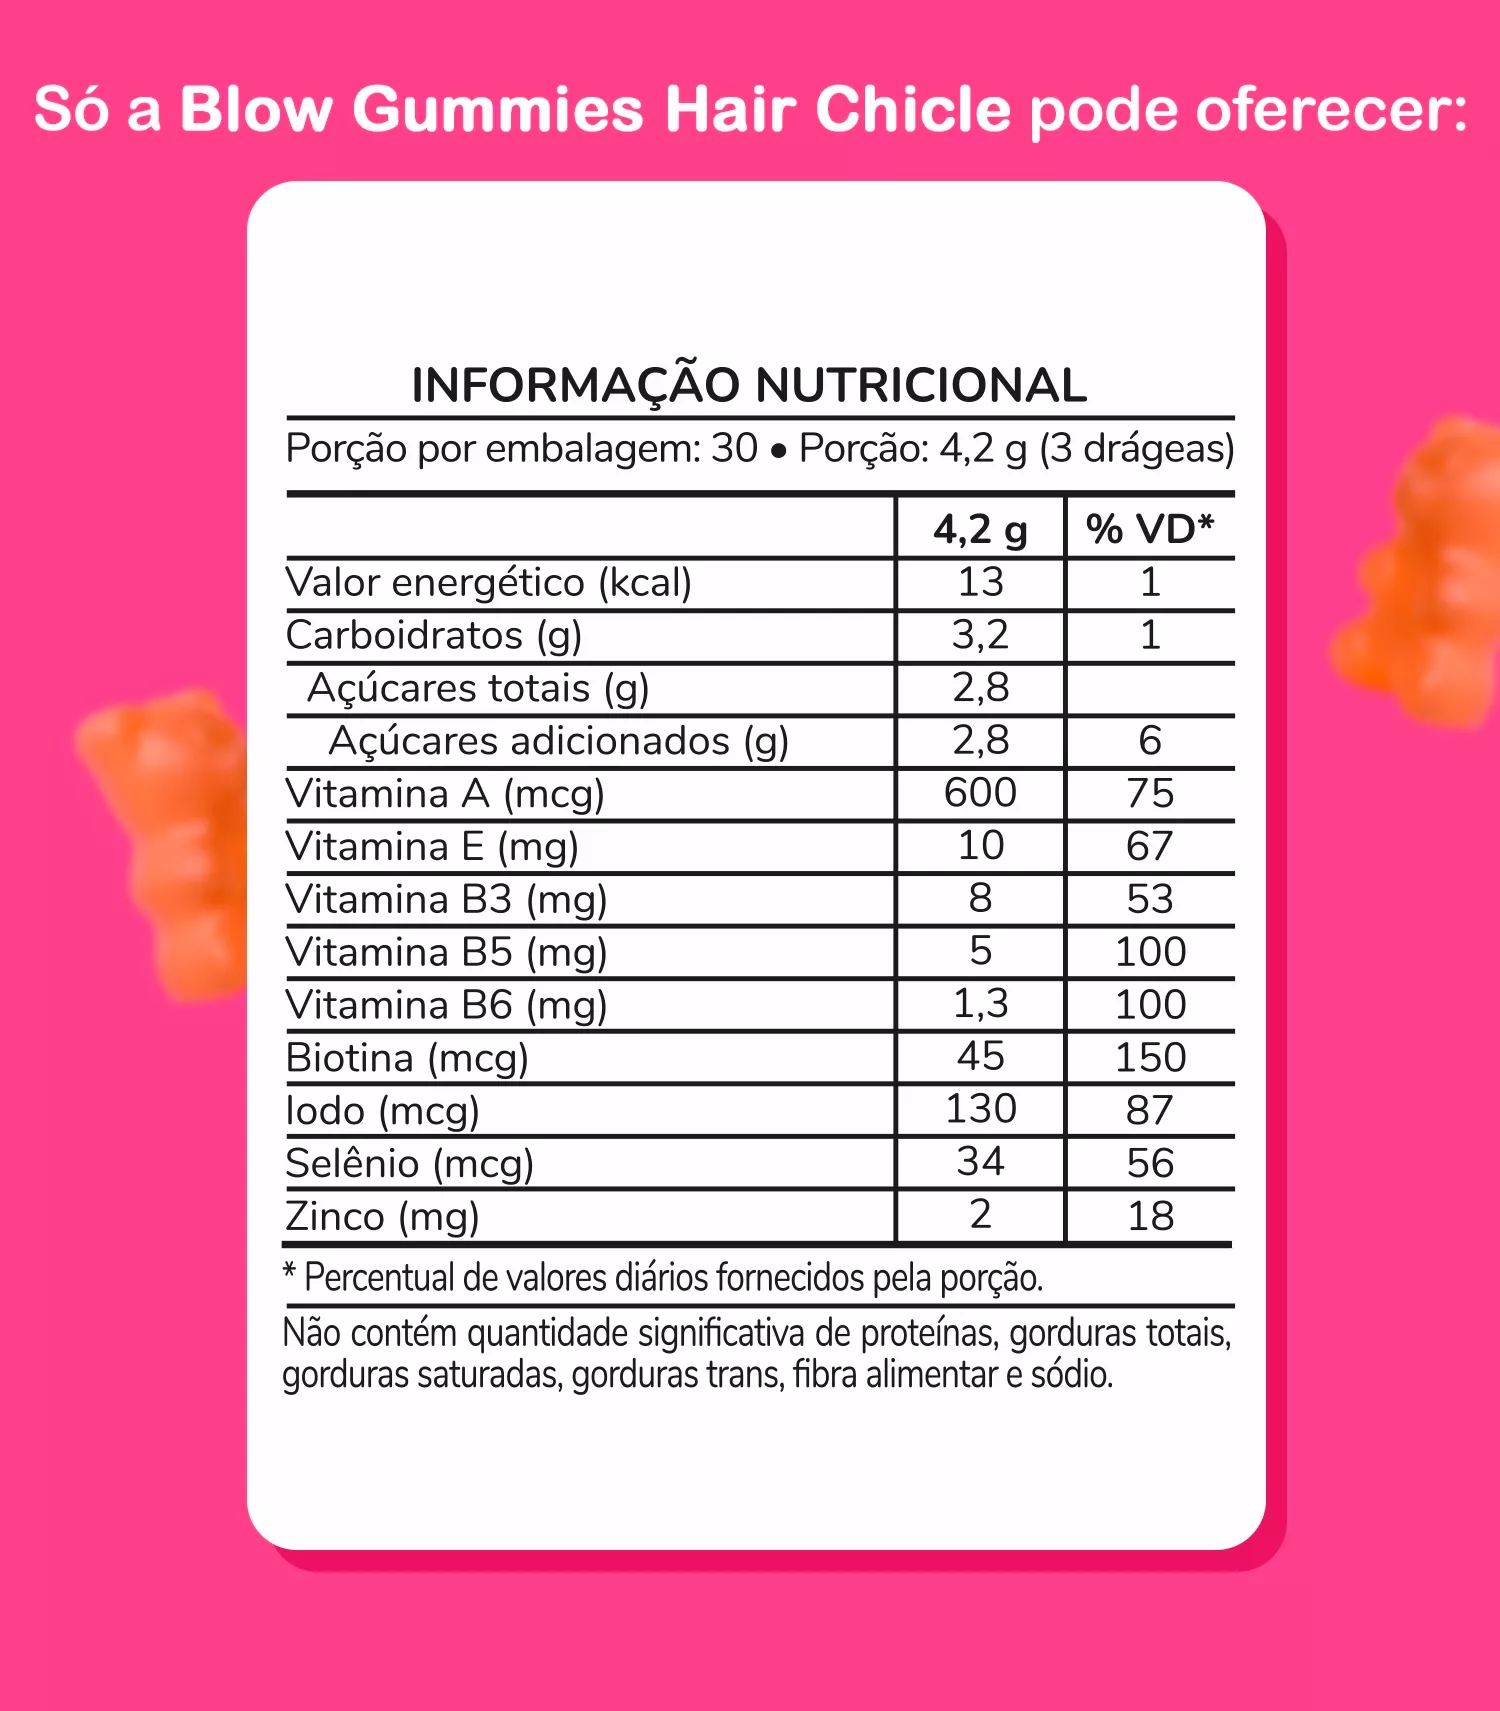 Só a Blow Gummies Hair Chicle pode oferecer:
INFORMAÇÃO NUTRICIONAL
Porção por embalagem: 30 • Porção: 4,2 g (3 drágeas)
4,2 g % VD*
Valor energético (kcal) 13 1
Carboidratos (g) 3,2 1
Açúcares totais (g) 2,8
Açúcares adicionados (g) 2,8 6
Vitamina A (mcg) 600 75
Vitamina E (mg) 10 67
Vitamina B3 (mg) 8 53
Vitamina B5 (mg) 5 100
Vitamina B6 (mg) 1,3 100
Biotina (mcg) 45 150
Iodo (mcg) 130 87
Selênio (mcg) 34 56
Zinco (mg) 2 18
* Percentual de valores diários fornecidos pela porção.
Não contém quantidade significativa de proteínas, gorduras totais,
gorduras saturadas, gorduras trans, fibra alimentar e sódio.